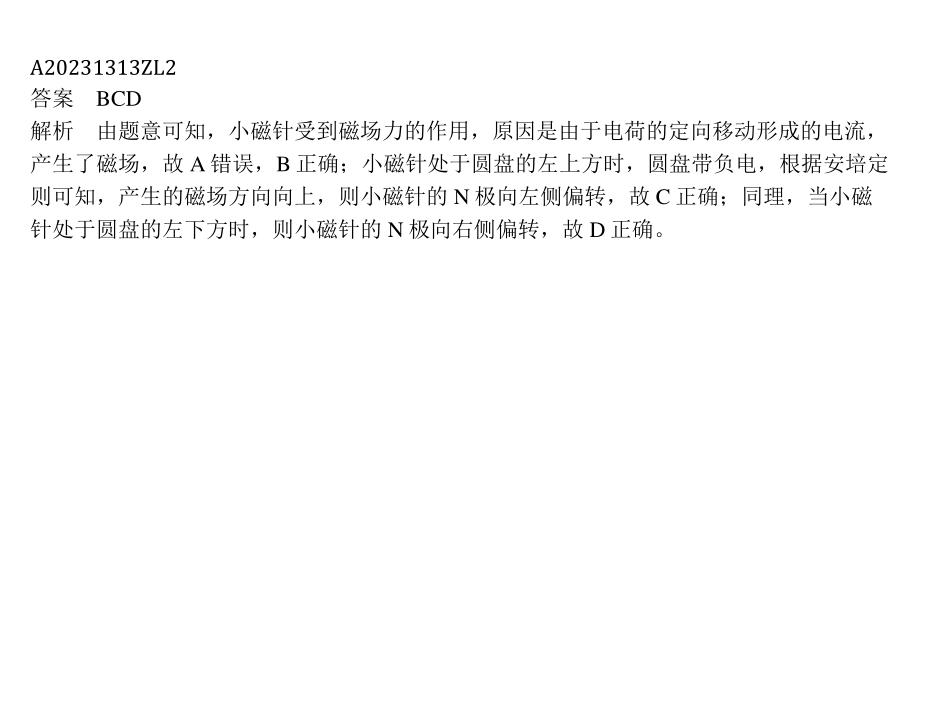 A20231313ZL2
答案　BCD
解析　由题意可知，小磁针受到磁场力的作用，原因是由于电荷的定向移动形成的电流，
产生了磁场，故 A 错误，B 正确；小磁针处于圆盘的左上方时，圆盘带负电，根据安培定
则可知，产生的磁场方向向上，则小磁针的 N 极向左侧偏转，故 C 正确；同理，当小磁
针处于圆盘的左下方时，则小磁针的 N 极向右侧偏转，故 D 正确。